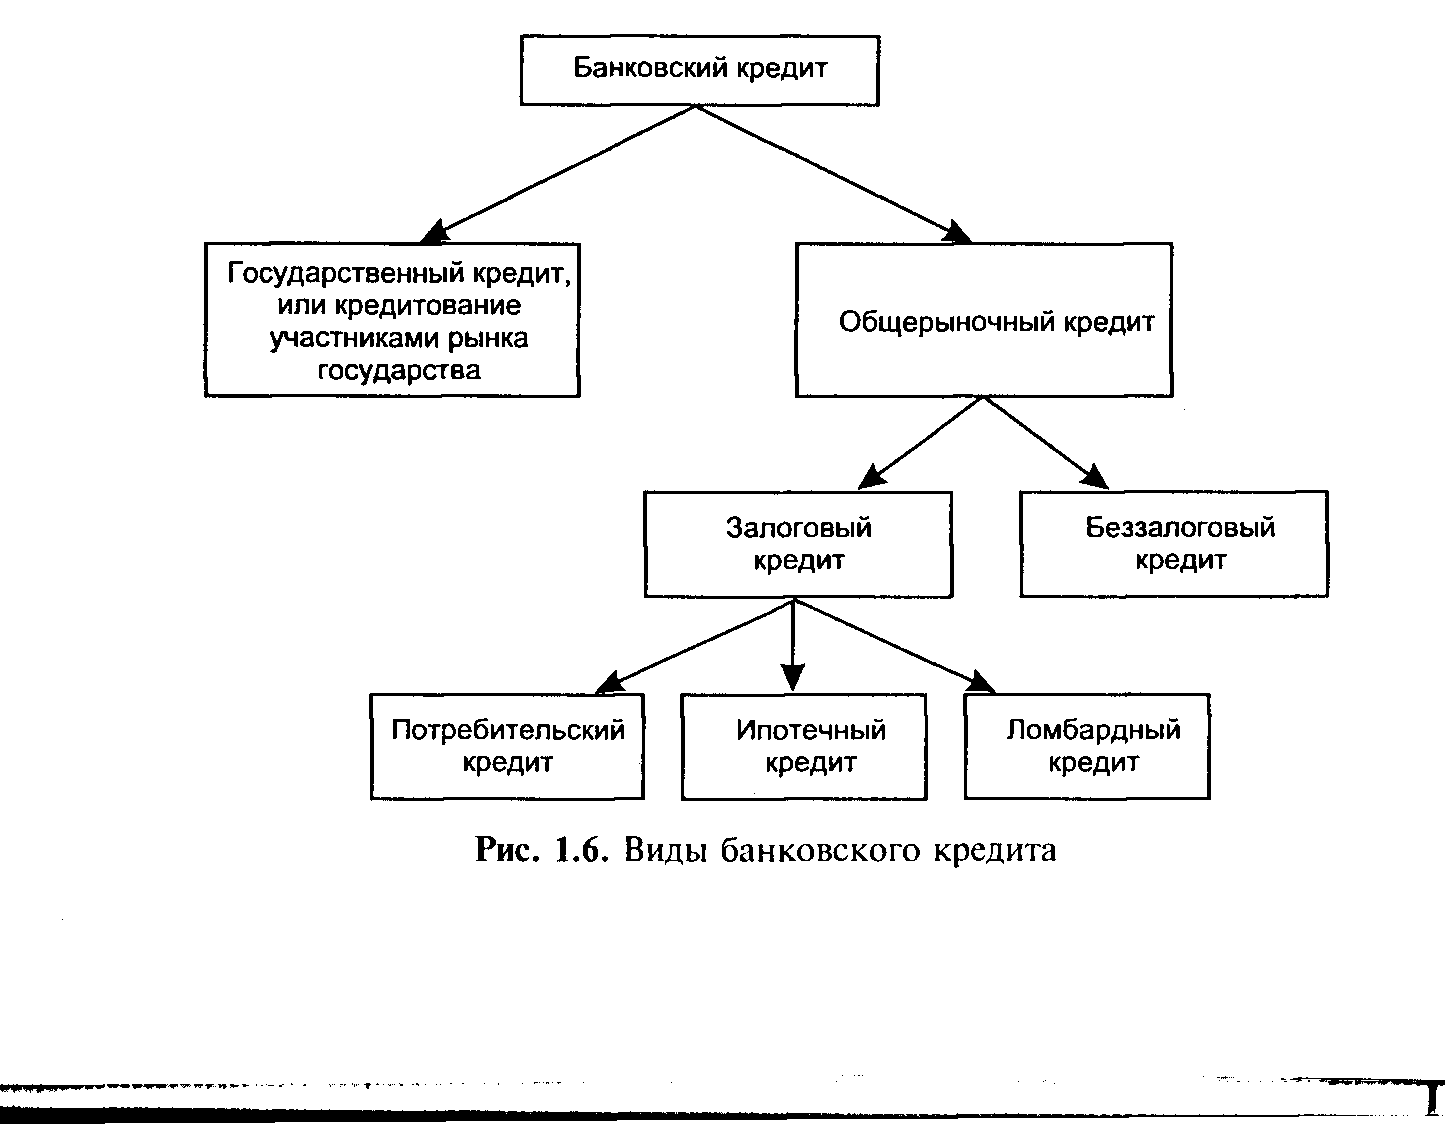 Банковский кредит
Государственный кредит,
или кредитование
участниками рынка
государства
Общерыночный кредит
Залоговый
кредит
Беззалоговый
кредит
Потребительский
кредит
Ипотечный
кредит
Ломбардный
кредит
Рис. 1.6. Виды банковского кредита